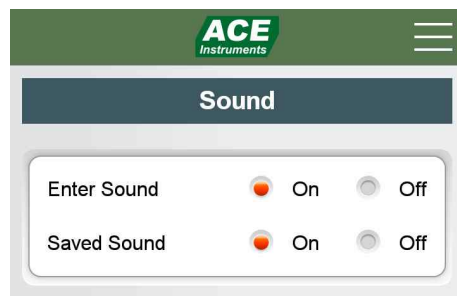 ACE
Instruments
Sound
Enter Sound On Off
Saved Sound On Off